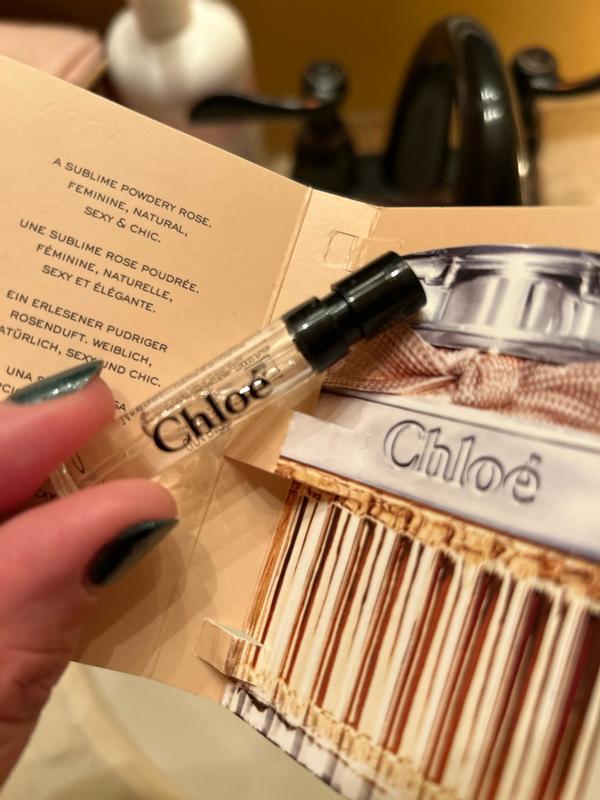 A SUBLIME POWDERY ROSE.
FEMININE, NATURAL,
SEXY & CHIC.
UNE SUBLIME ROSE POUDRÉE.
FÉMININE, NATURELLE,
SEXY ET ÉLÉGANTE.
EIN ERLESENER PUDRIGER
ROSENDUFT. WEIBLICH,
SEXY UND CHIC.
UNA
Chloé
Chloé